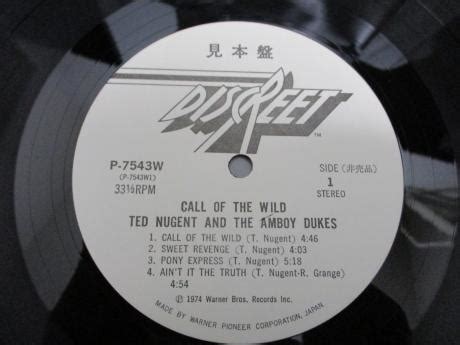 見本盤
DISCREET
TM
P-7543W
(P-7543W1)
33⅓RPM
SIDE (非売品)
1
STEREO
CALL OF THE WILD
TED NUGENT AND THE AMBOY DUKES
1. CALL OF THE WILD (T. Nugent) 4:46
2. SWEET REVENGE (T. Nugent) 4:03
3. PONY EXPRESS (T. Nugent) 5:18
4. AIN'T IT THE TRUTH (T. Nugent-R. Grange)
4:54
Ⓟ 1974 Warner Bros. Records Inc.
MADE BY WARNER PIONEER CORPORATION, JAPAN